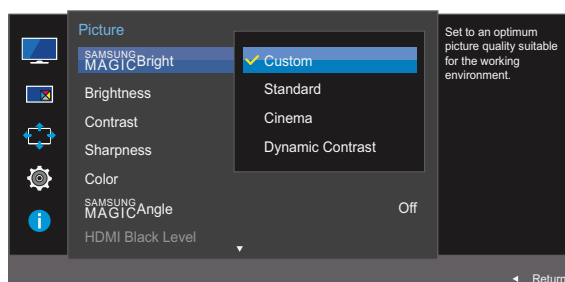 Picture
SAMSUNG
MAGICBright
Brightness
Contrast
Sharpness
Color
SAMSUNG
MAGICAngle
Off
HDMI Black Level
Custom
Standard
Cinema
Dynamic Contrast
Set to an optimum
picture quality suitable
for the working
environment.
Return